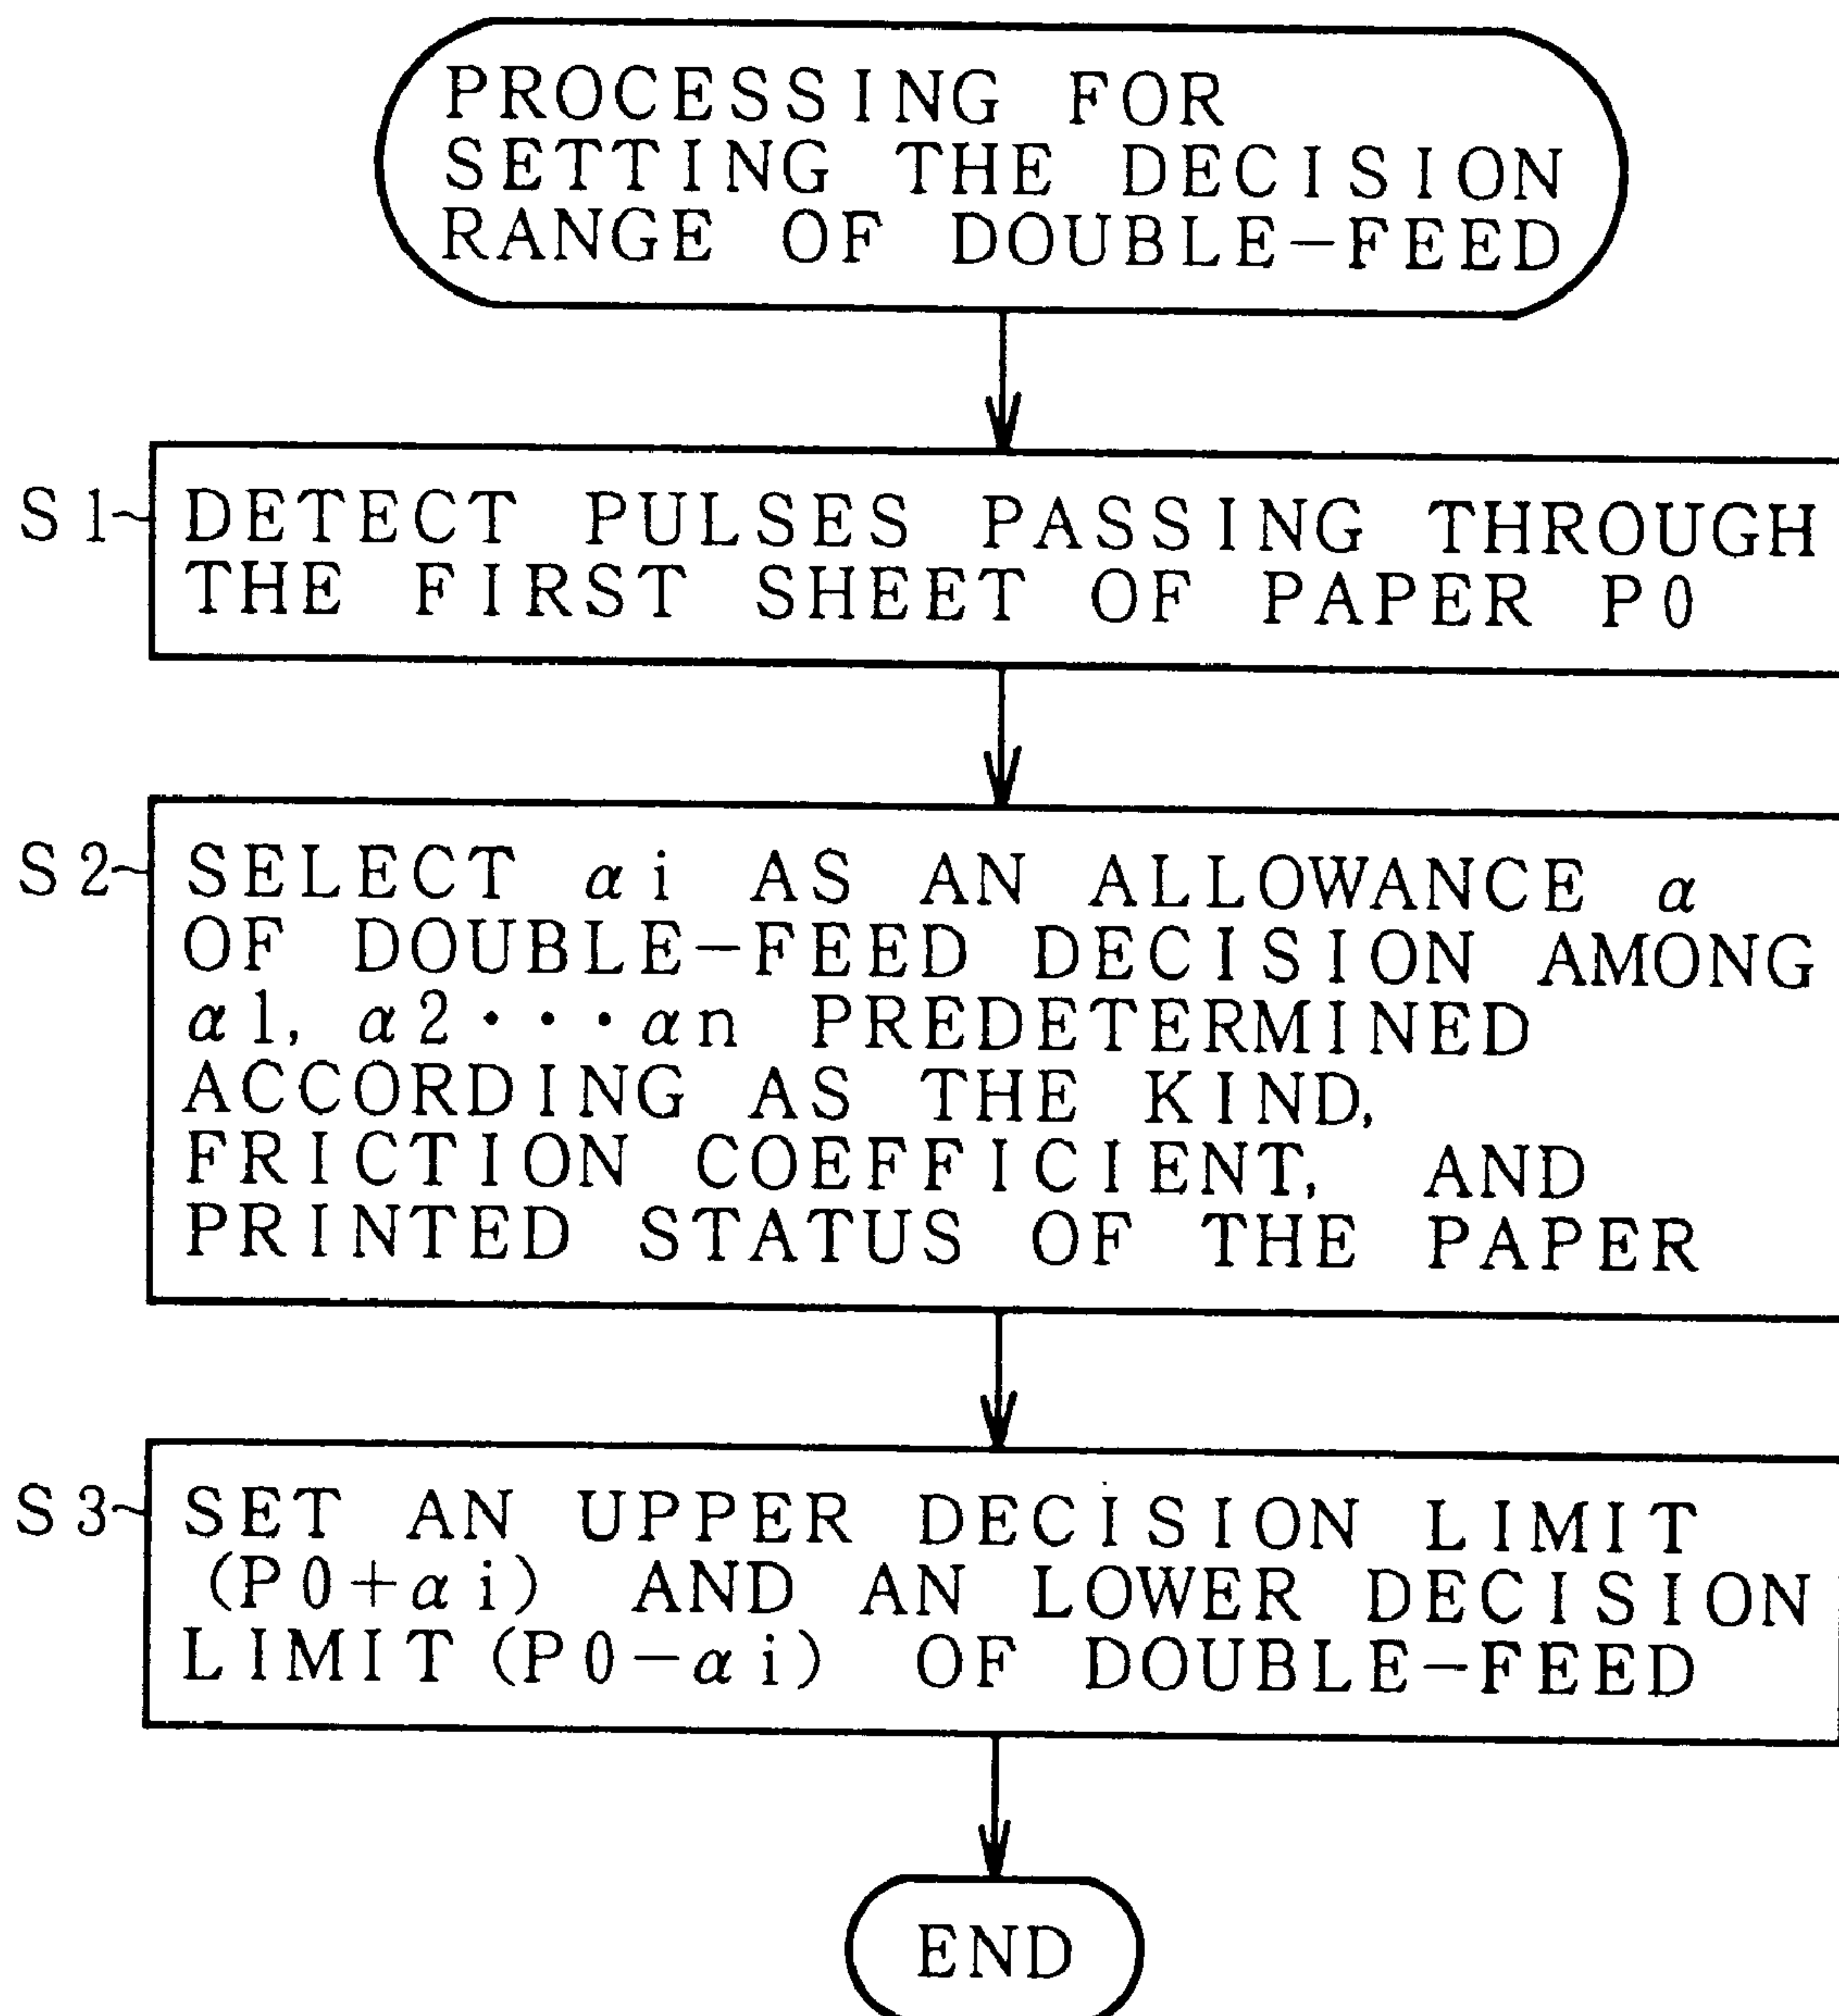 PROCESSING FOR
SETTING THE DECISION
RANGE OF DOUBLE-FEED
S1
DETECT PULSES PASSING THROUGH
THE FIRST SHEET OF PAPER P0
S2
SELECT αi AS AN ALLOWANCE α
OF DOUBLE-FEED DECISION AMONG
α1, α2・・・αn PREDETERMINED
ACCORDING AS THE KIND,
FRICTION COEFFICIENT, AND
PRINTED STATUS OF THE PAPER
S3
SET AN UPPER DECISION LIMIT
(P0+αi) AND AN LOWER DECISION
LIMIT(P0-αi) OF DOUBLE-FEED
END